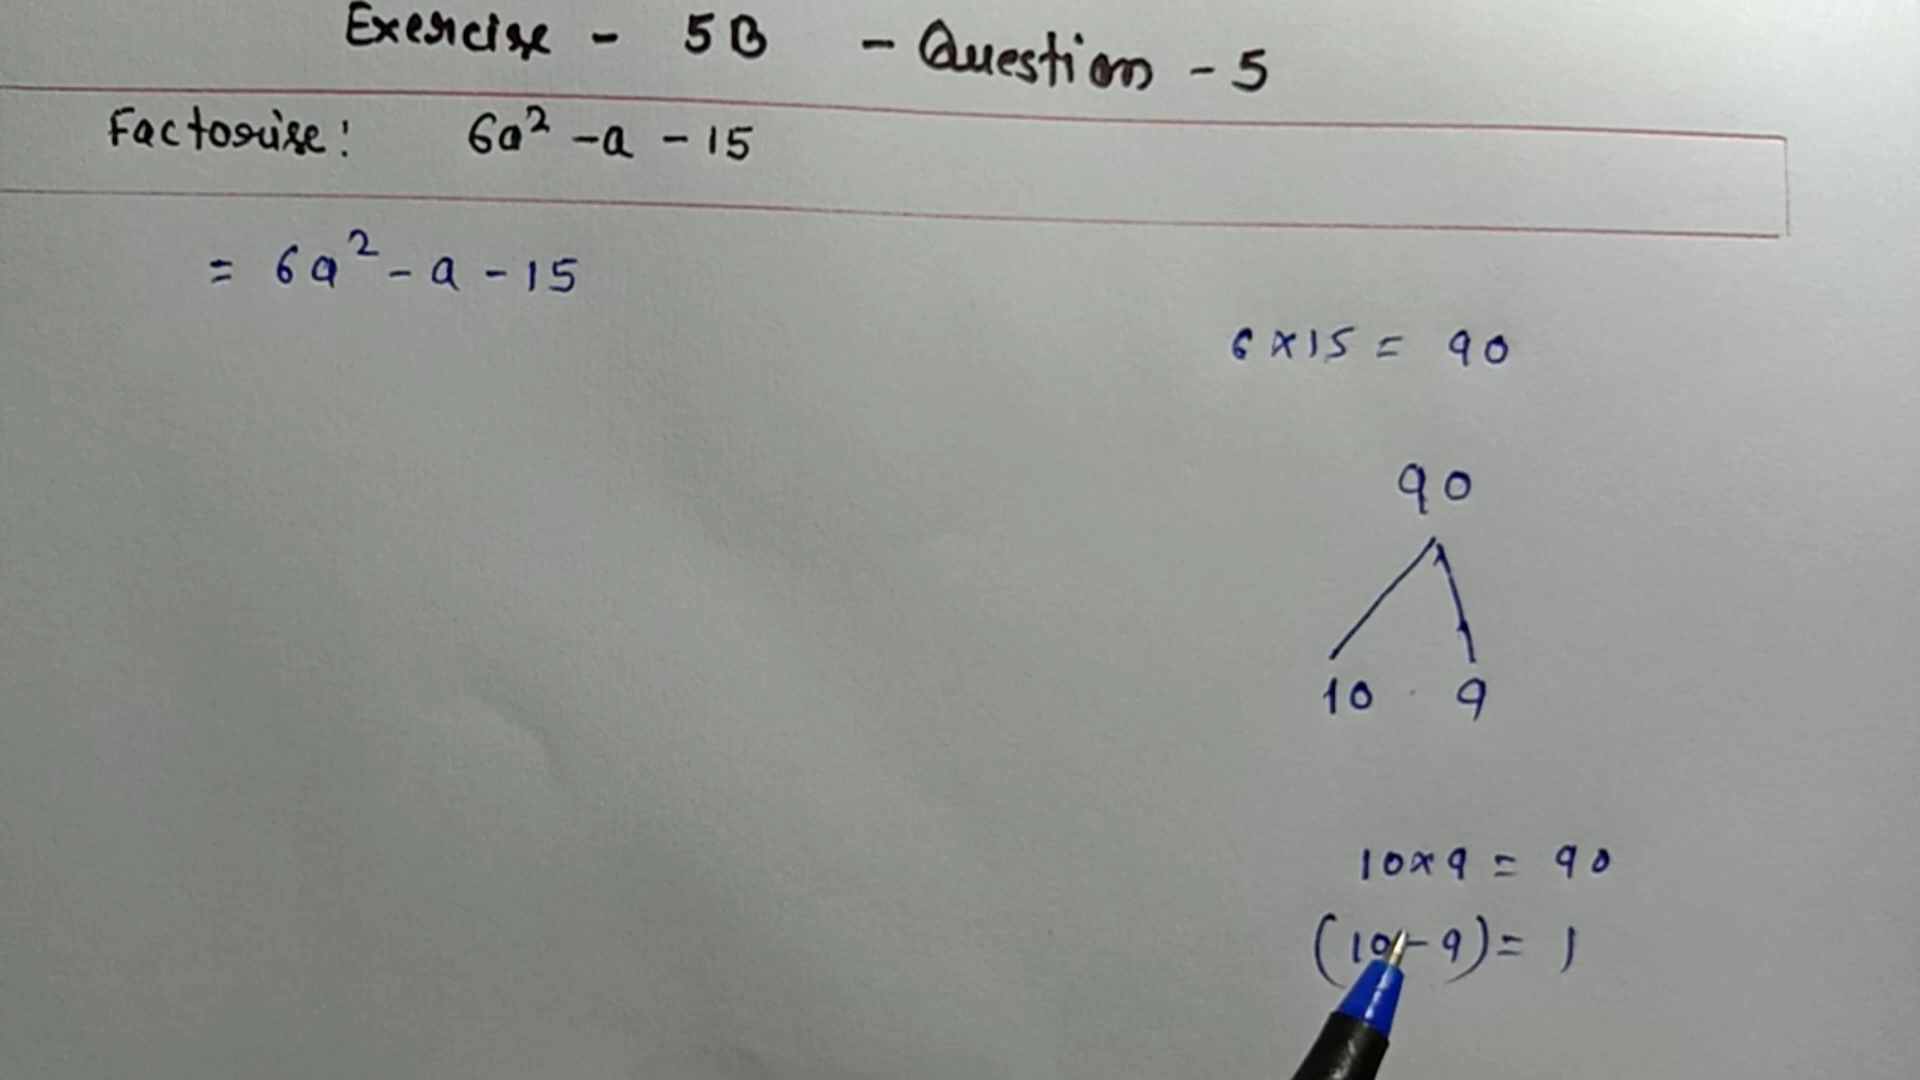 Exercise - 5B - Question - 5
Factorise: 6a² - a - 15
= 6a² - a - 15
6 × 15 = 90
90
10 9
10 × 9 = 90
(10 - 9) = 1